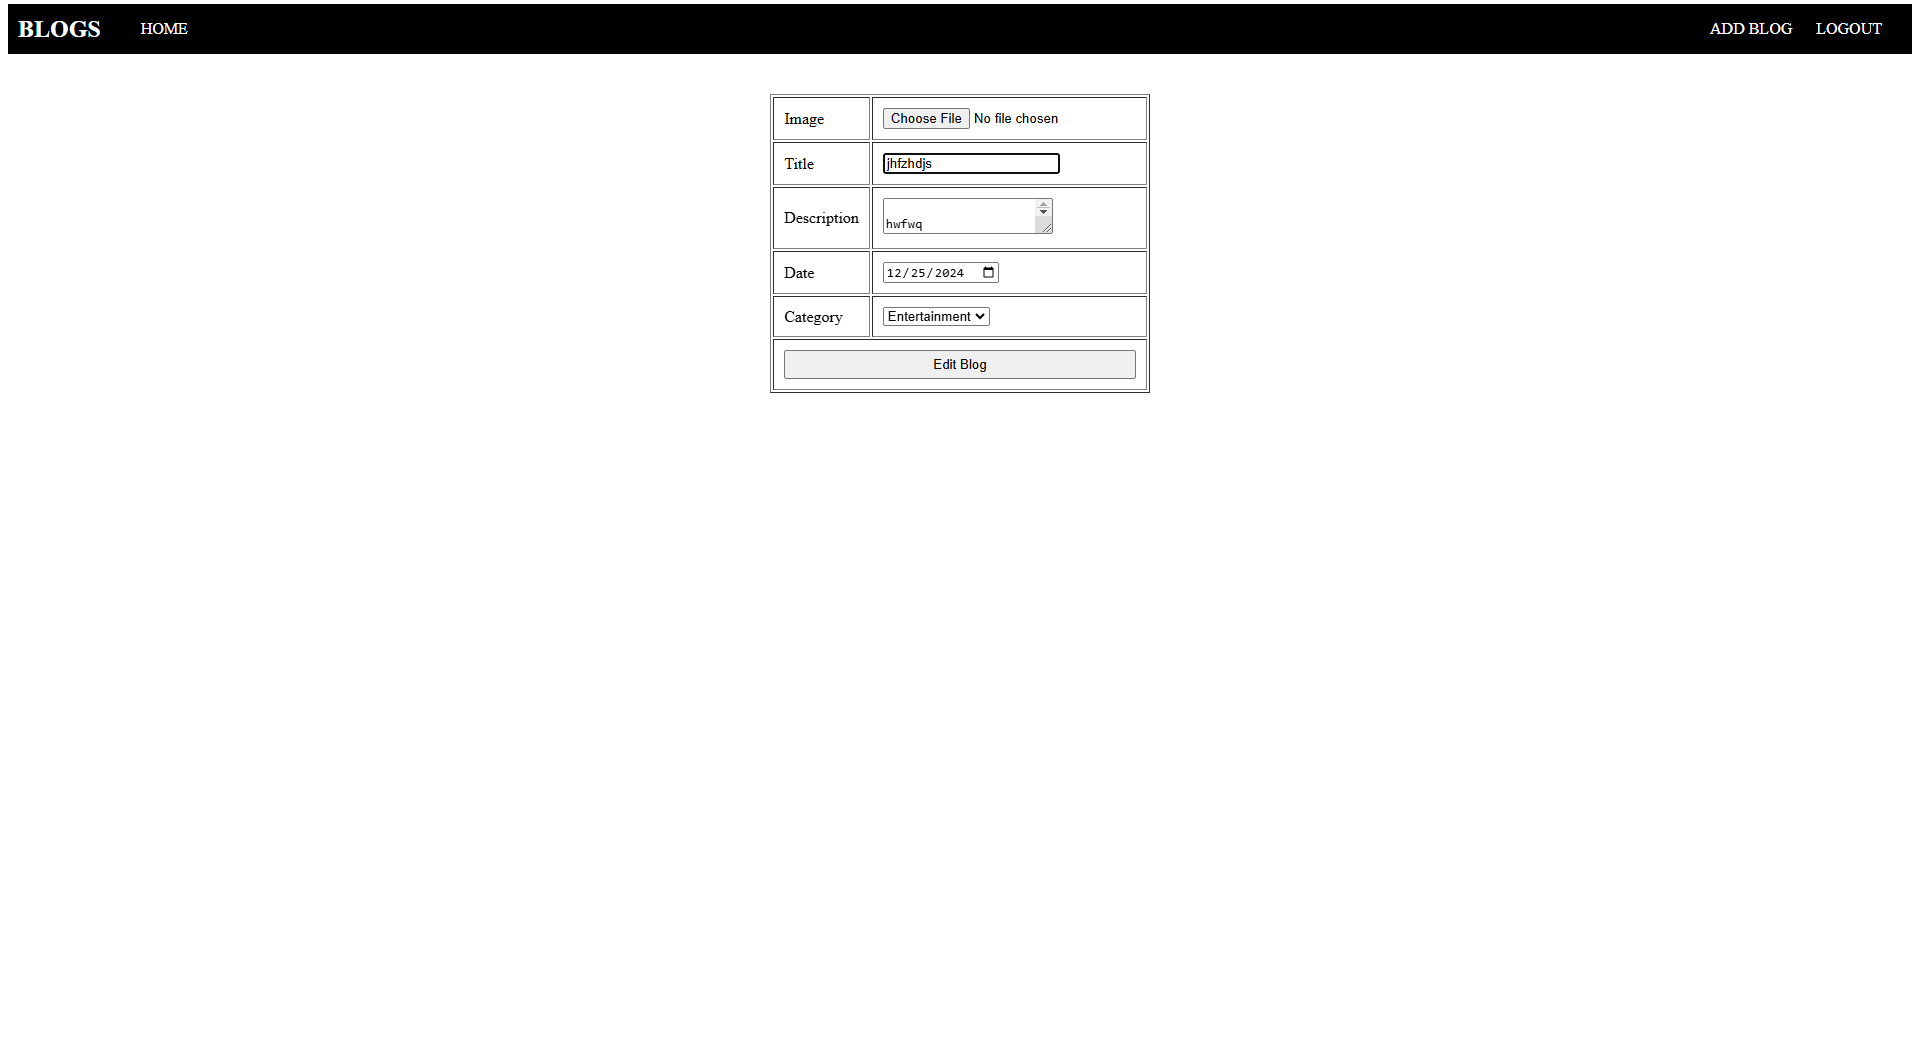 BLOGS HOME ADD BLOG LOGOUT
Image Choose File No file chosen
Title jhfzhdjs
Description hwfwq
Date 12/25/2024
Category Entertainment
Edit Blog